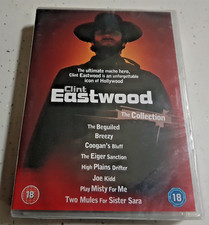 The ultimate macho hero,
Clint Eastwood is an unforgettable
icon of Hollywood
Clint
Eastwood
The Collection
The Beguiled
Breezy
Coogan's Bluff
The Eiger Sanction
High Plains Drifter
Joe Kidd
Play Misty For Me
Two Mules For Sister Sara
18
18